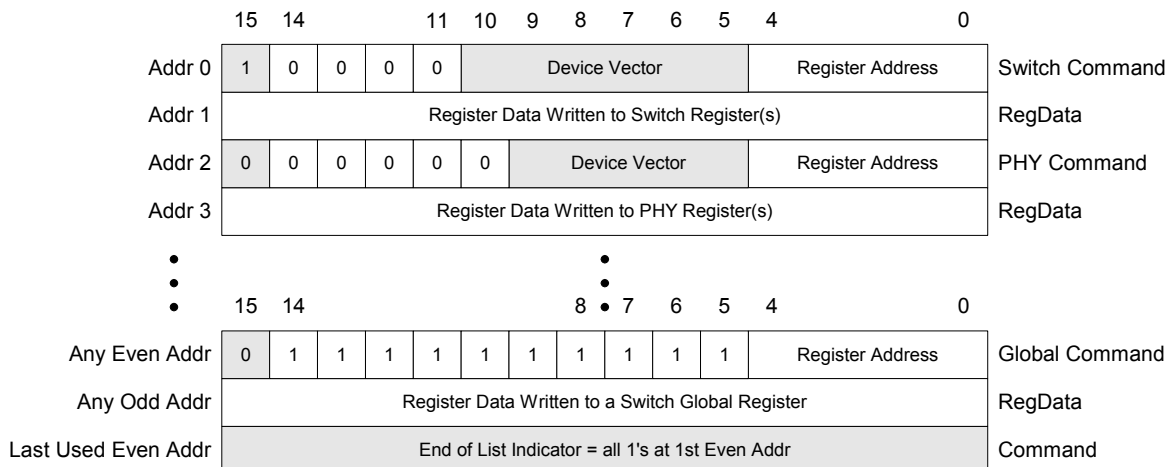 15 14 11 10 9 8 7 6 5 4 0
Addr 0 1 0 0 0 0 Device Vector Register Address Switch Command
Addr 1 Register Data Written to Switch Register(s) RegData
Addr 2 0 0 0 0 0 0 Device Vector Register Address PHY Command
Addr 3 Register Data Written to PHY Register(s) RegData
15 14 8 7 6 5 4 0
Any Even Addr 0 1 1 1 1 1 1 1 1 1 1 Register Address Global Command
Any Odd Addr Register Data Written to a Switch Global Register RegData
Last Used Even Addr End of List Indicator = all 1's at 1st Even Addr Command